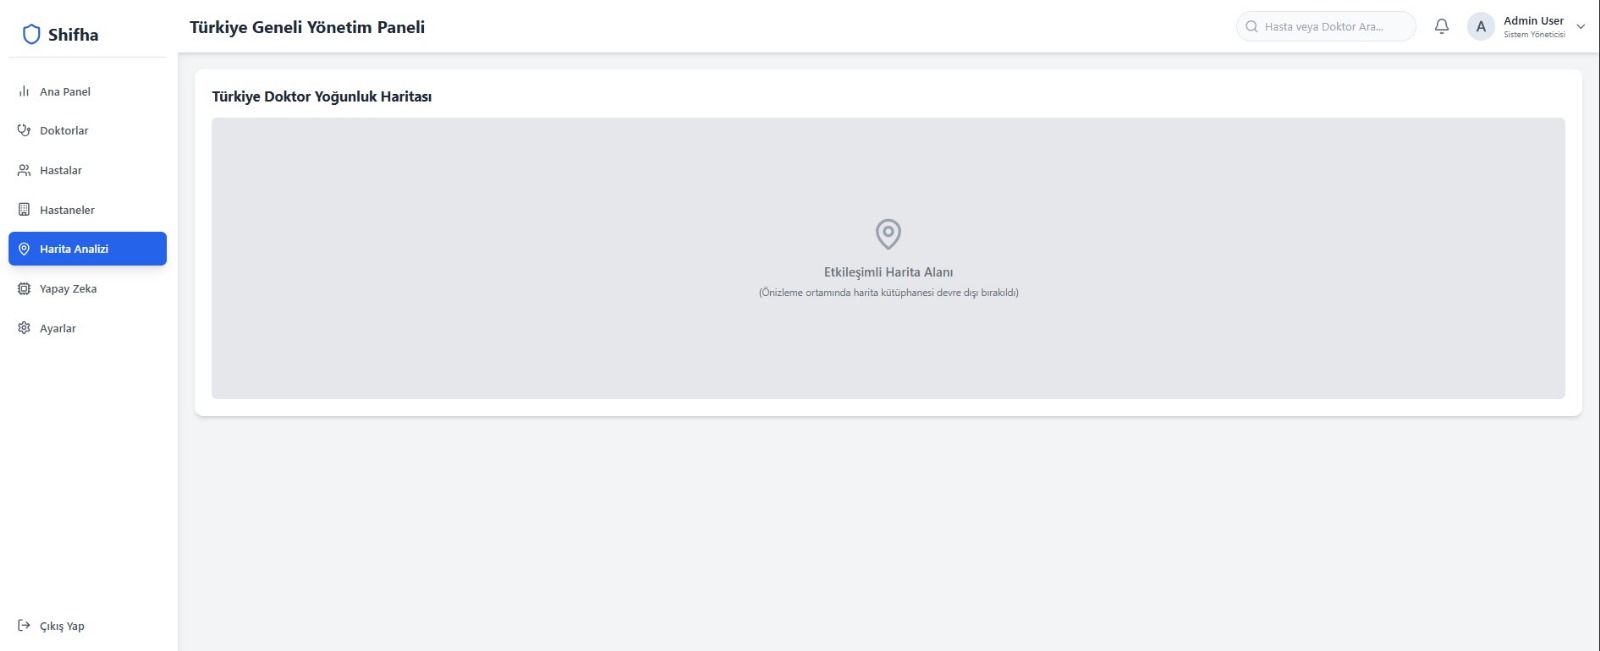 Shifha
Türkiye Geneli Yönetim Paneli
Hasta veya Doktor Ara...
A
Admin User
Sistem Yöneticisi
Ana Panel
Doktorlar
Hastalar
Hastaneler
Harita Analizi
Yapay Zeka
Ayarlar
Çıkış Yap
Türkiye Doktor Yoğunluk Haritası
Etkileşimli Harita Alanı
(Önizleme ortamında harita kütüphanesi devre dışı bırakıldı)